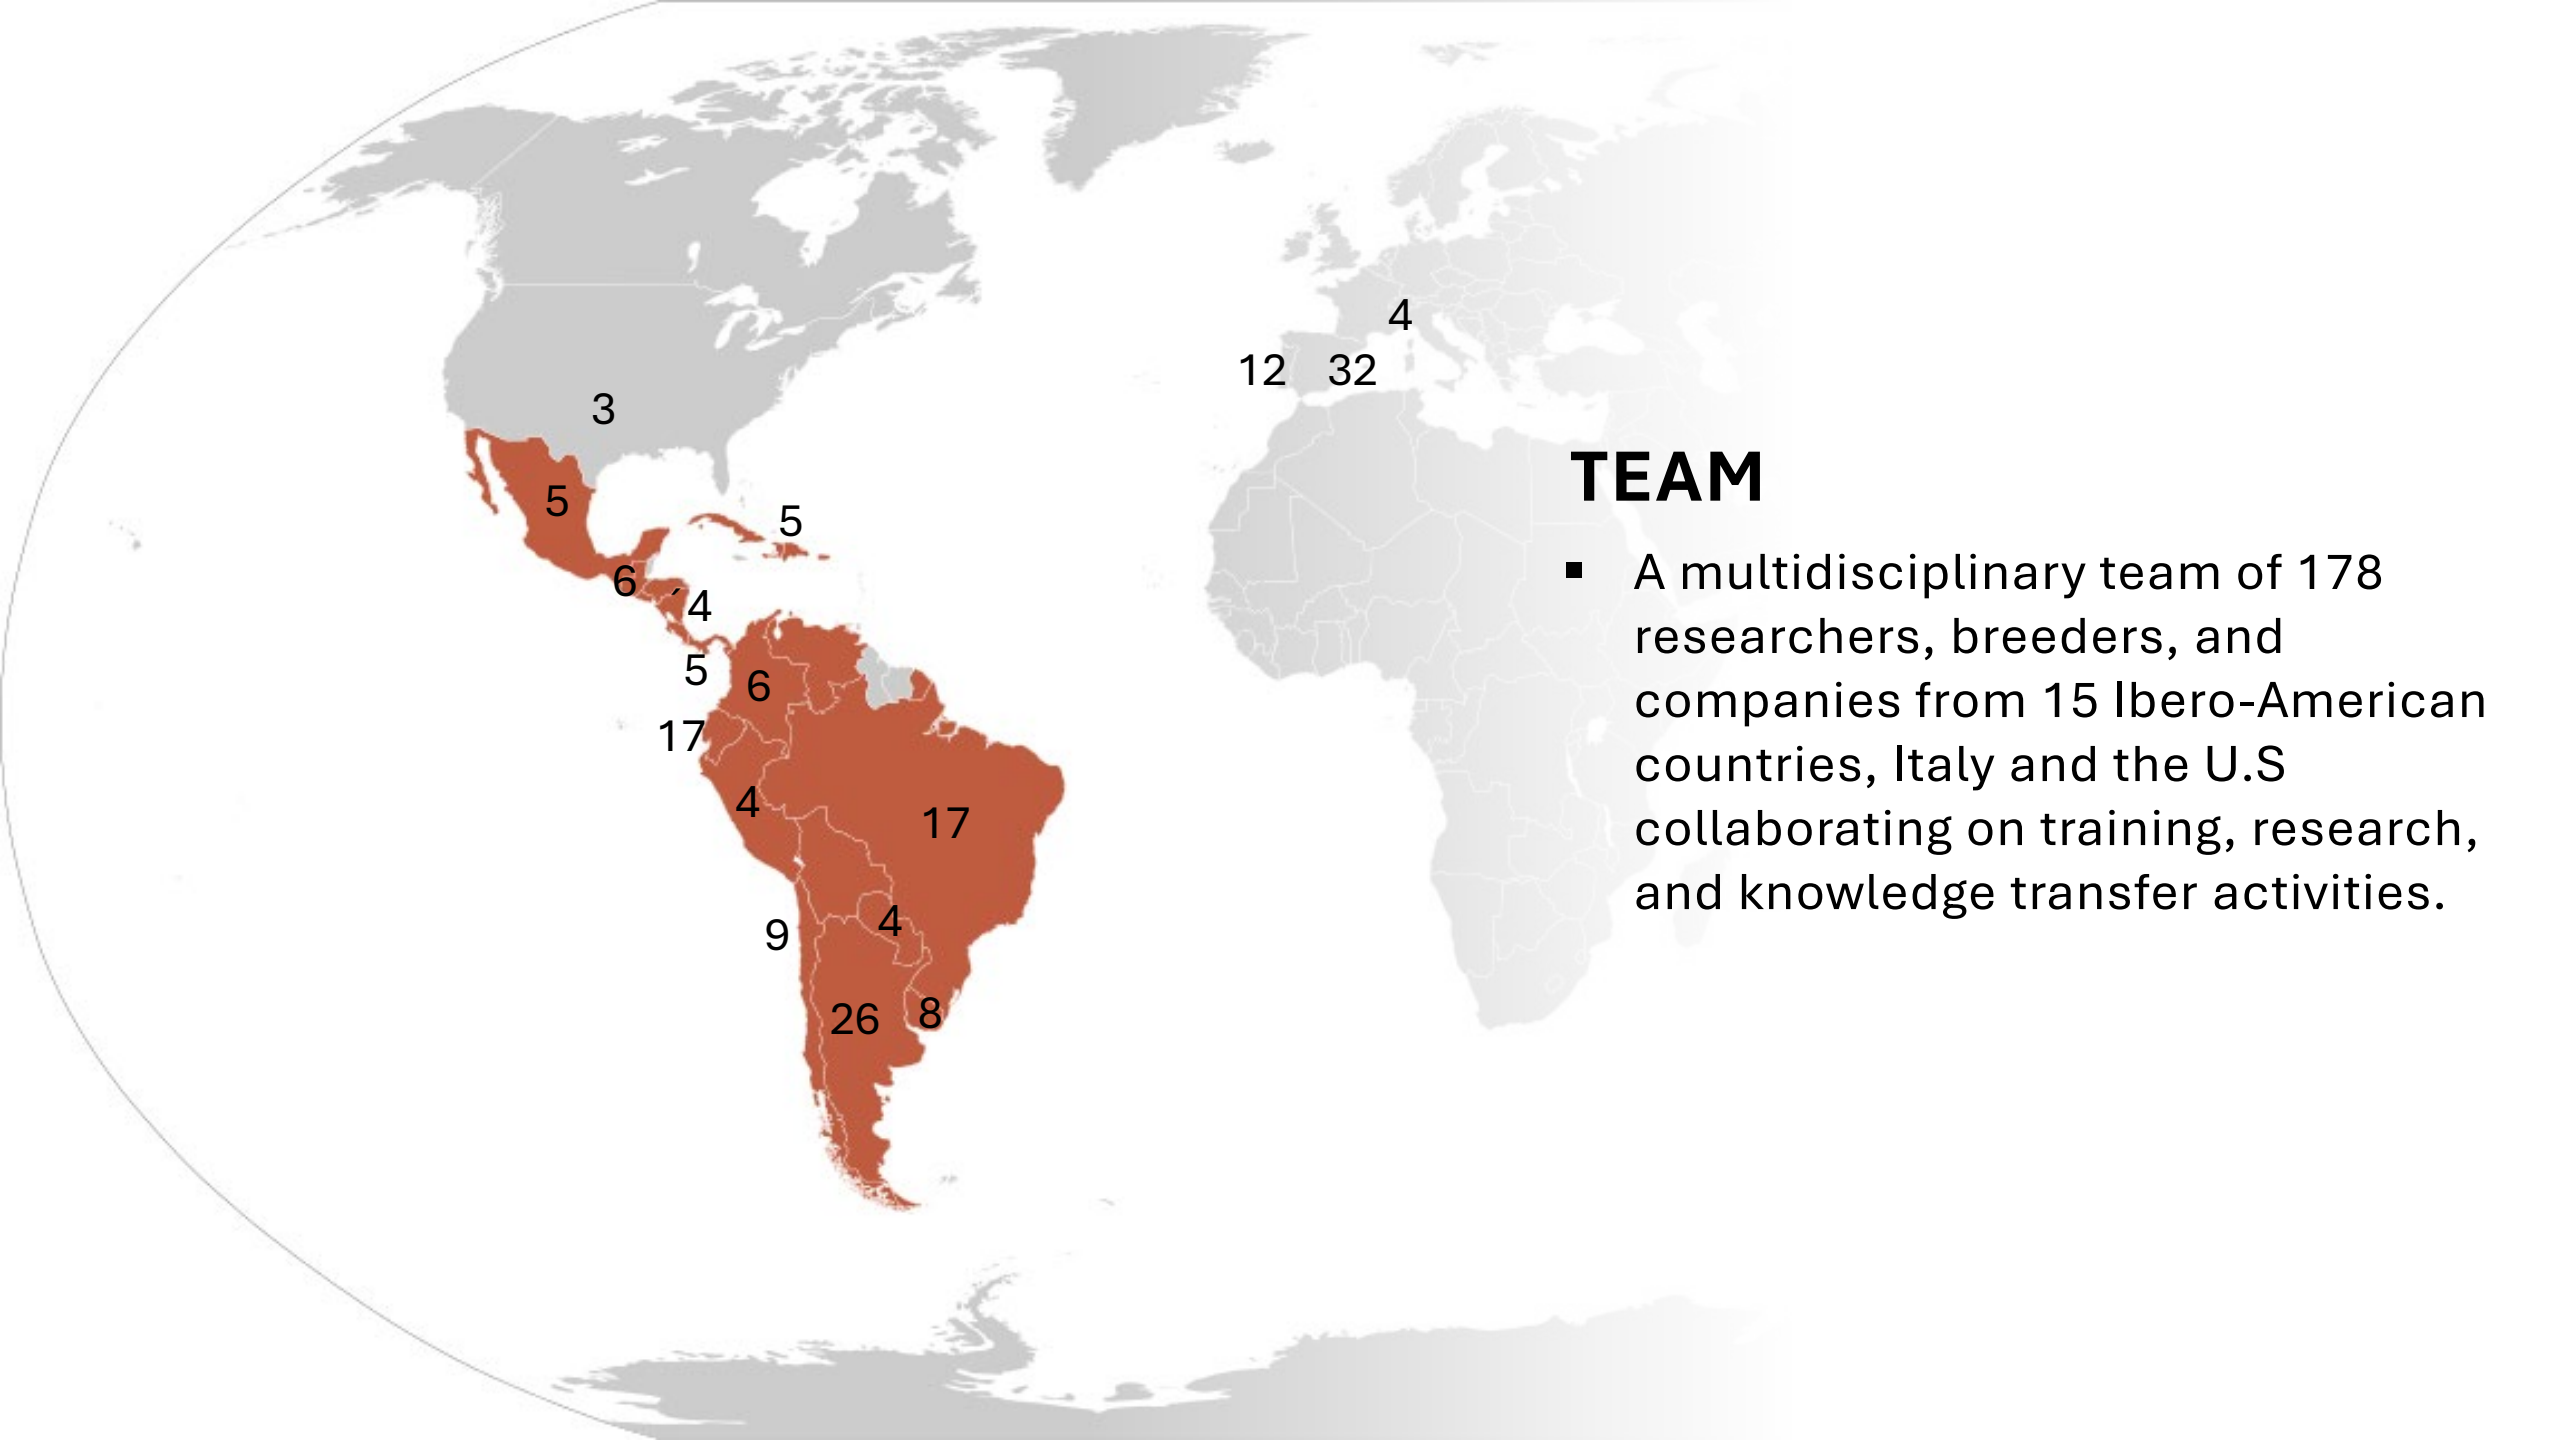 4
12 32
3
5
5
6 ´4
5
6
17
4
17
4
9
26
8
TEAM
▪ A multidisciplinary team of 178
researchers, breeders, and
companies from 15 Ibero-American
countries, Italy and the U.S
collaborating on training, research,
and knowledge transfer activities.